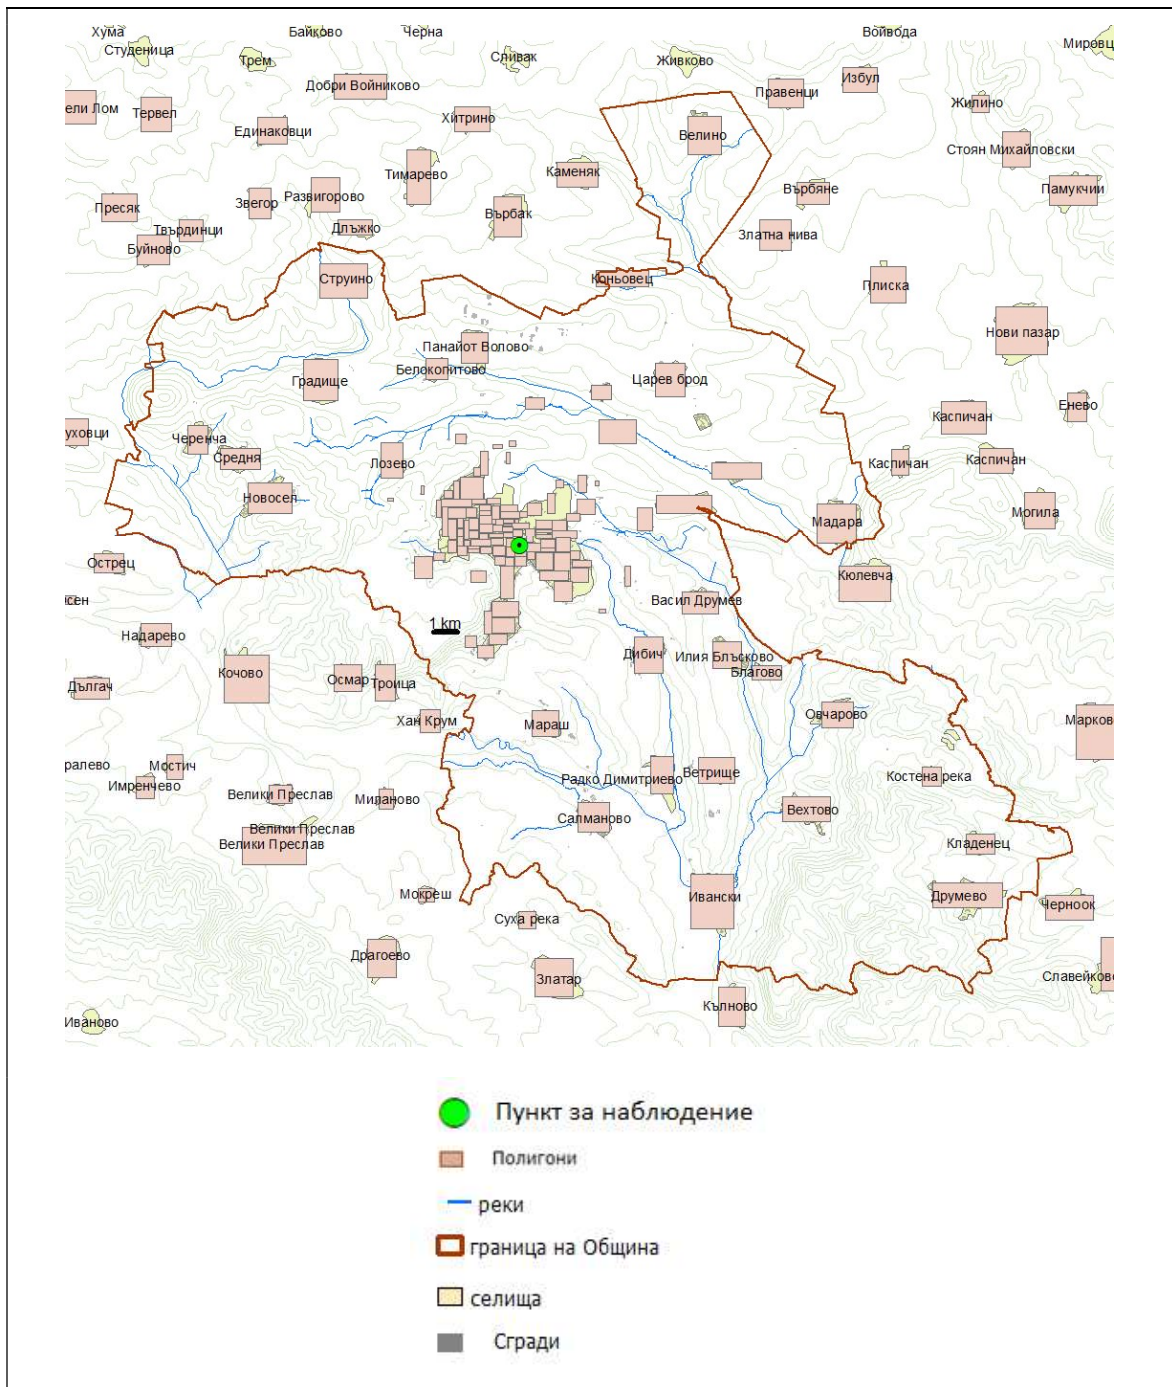 Хума
Байково
Черна
Войвода
Студеница
Трем
Сливак
Живково
Мировц
Добри Войниково
Правенци
Избул
ели Лом
Тервел
Единаковци
Хитрино
Велино
Жилино
Стоян Михайловски
Тимарево
Каменяк
Върбяне
Памукчии
Пресяк
Звегор
Развигорово
Върбак
Твърдинци
Длъжко
Златна нива
Буйново
Струино
Коньовец
Плиска
Нови пазар
Панайот Волово
Белокопитово
Градище
Царев брод
Енево
Каспичан
уховци
Черенча
Средня
Лозево
Каспичан
Каспичан
Новосел
Мадара
Могила
Острец
Кюлевча
сен
Васил Друмев
1 km
Надарево
Дибич
Илия Блъсково
Благово
Кочово
Осмар
Троица
Дългач
Хан Крум
Мараш
Овчарово
Марково
ралево
Мостич
Имренчево
Радко Димитриево
Ветрище
Костена река
Велики Преслав
Миланово
Салманово
Вехтово
Велики Преслав
Велики Преслав
Кладенец
Мокреш
Ивански
Друмево
Черноок
Суха река
Драгоево
Златар
Славейково
Кълново
Иваново
Пункт за наблюдение
Полигони
реки
граница на Община
селища
Сгради